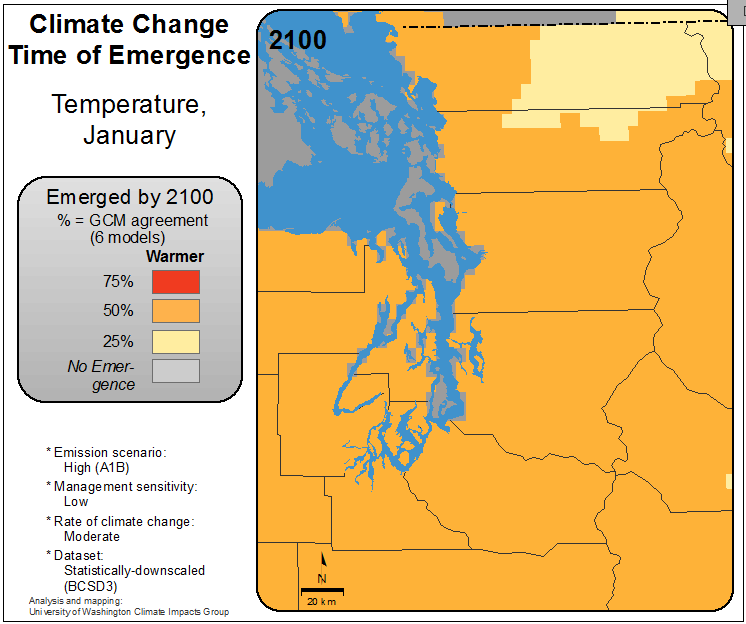 Climate Change
Time of Emergence
Temperature,
January
Emerged by 2100
% = GCM agreement
(6 models)
Warmer
75%
50%
25%
No Emer-
gence
* Emission scenario:
High (A1B)
* Management sensitivity:
Low
* Rate of climate change:
Moderate
* Dataset:
Statistically-downscaled
(BCSD3)
Analysis and mapping:
University of Washington Climate Impacts Group
2100
N
20 km